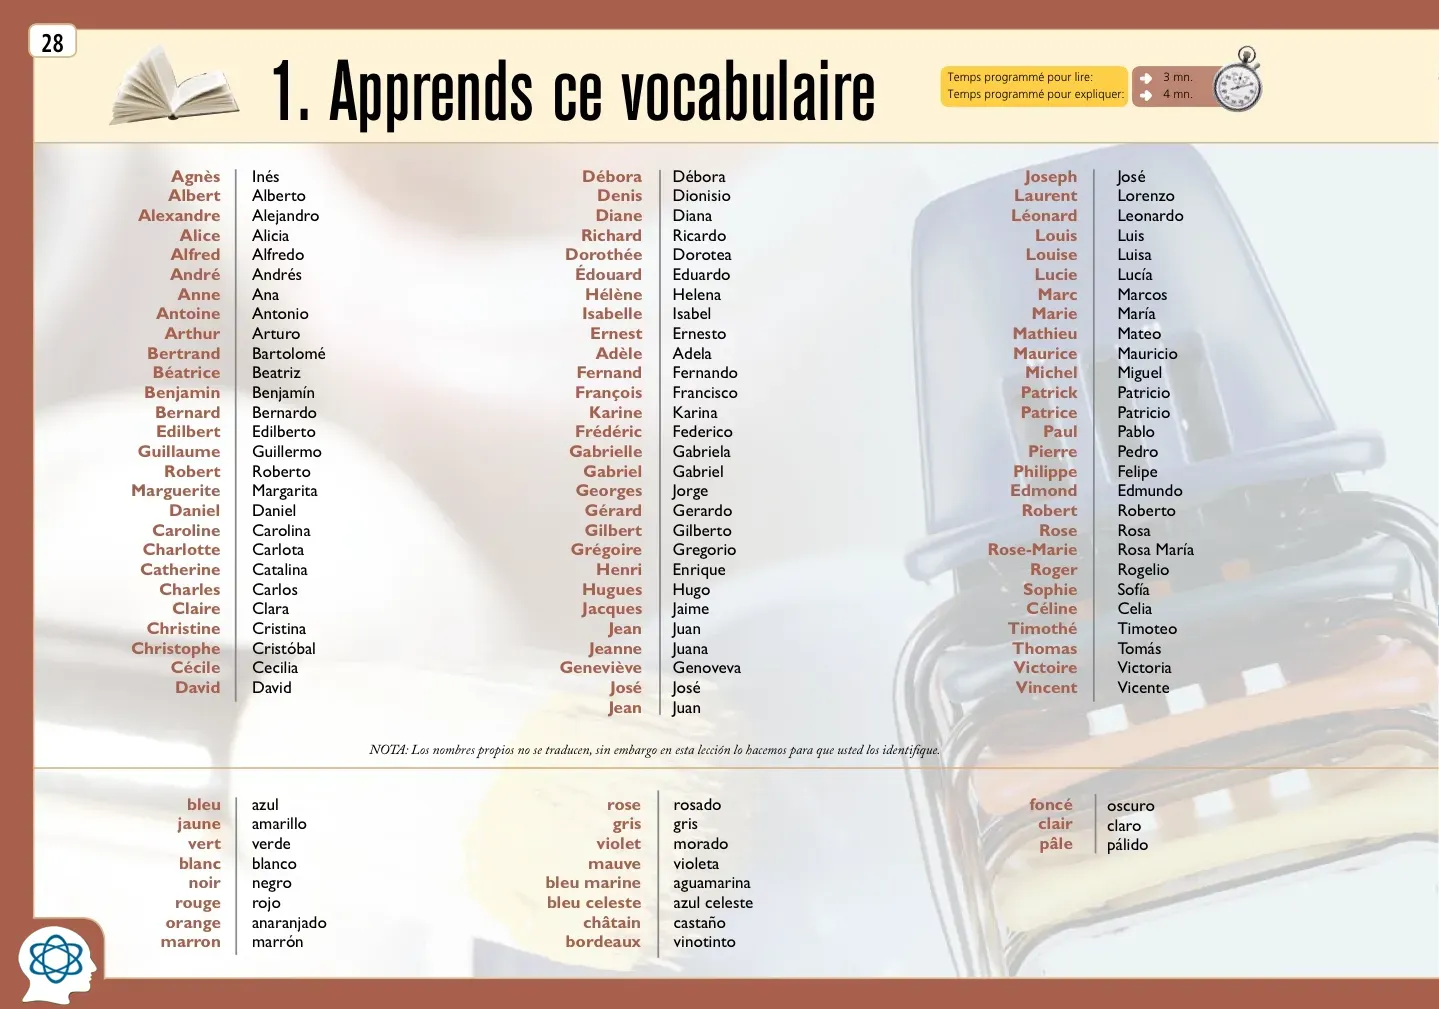 28
1. Apprends ce vocabulaire
Temps programmé pour lire: 3 mn.
Temps programmé pour expliquer: 4 mn.
Agnès Inés
Albert Alberto
Alexandre Alejandro
Alice Alicia
Alfred Alfredo
André Andrés
Anne Ana
Antoine Antonio
Arthur Arturo
Bertrand Bartolomé
Béatrice Beatriz
Benjamin Benjamín
Bernard Bernardo
Edilbert Edilberto
Guillaume Guillermo
Robert Roberto
Marguerite Margarita
Daniel Daniel
Caroline Carolina
Charlotte Carlota
Catherine Catalina
Charles Carlos
Claire Clara
Christine Cristina
Christophe Cristóbal
Cécile Cecilia
David David
Débora Débora
Denis Dionisio
Diane Diana
Richard Ricardo
Dorothée Dorotea
Édouard Eduardo
Hélène Helena
Isabelle Isabel
Ernest Ernesto
Adèle Adela
Fernand Fernando
François Francisco
Karine Karina
Frédéric Federico
Gabrielle Gabriela
Gabriel Gabriel
Georges Jorge
Gérard Gerardo
Gilbert Gilberto
Grégoire Gregorio
Henri Enrique
Hugues Hugo
Jacques Jaime
Jean Juan
Jeanne Juana
Geneviève Genoveva
José José
Jean Juan
Joseph José
Laurent Lorenzo
Léonard Leonardo
Louis Luis
Louise Luisa
Lucie Lucía
Marc Marcos
Marie María
Mathieu Mateo
Maurice Mauricio
Michel Miguel
Patrick Patricio
Patrice Patricio
Paul Pablo
Pierre Pedro
Philippe Felipe
Edmond Edmundo
Robert Roberto
Rose Rosa
Rose-Marie Rosa María
Roger Rogelio
Sophie Sofía
Céline Celia
Timothé Timoteo
Thomas Tomás
Victoire Victoria
Vincent Vicente
NOTA: Los nombres propios no se traducen, sin embargo en esta lección lo hacemos para que usted los identifique.
bleu azul
jaune amarillo
vert verde
blanc blanco
noir negro
rouge rojo
orange anaranjado
marron marrón
rose rosado
gris gris
violet morado
mauve violeta
bleu marine aguamarina
bleu celeste azul celeste
châtain castaño
bordeaux vinotinto
foncé oscuro
clair claro
pâle pálido